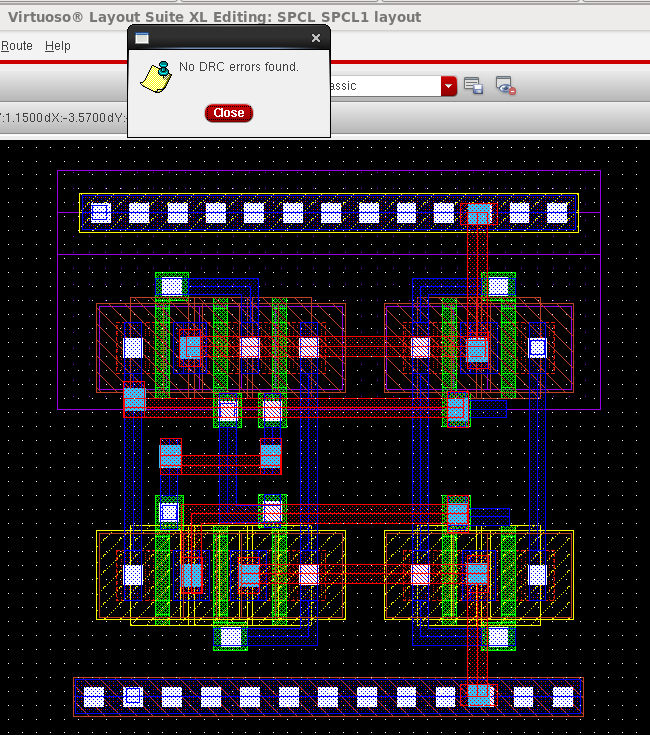 Virtuoso® Layout Suite XL Editing: SPCL SPCL1 layout
Route Help
No DRC errors found.
assic
Close
:1.1500dX:-3.5700dY: